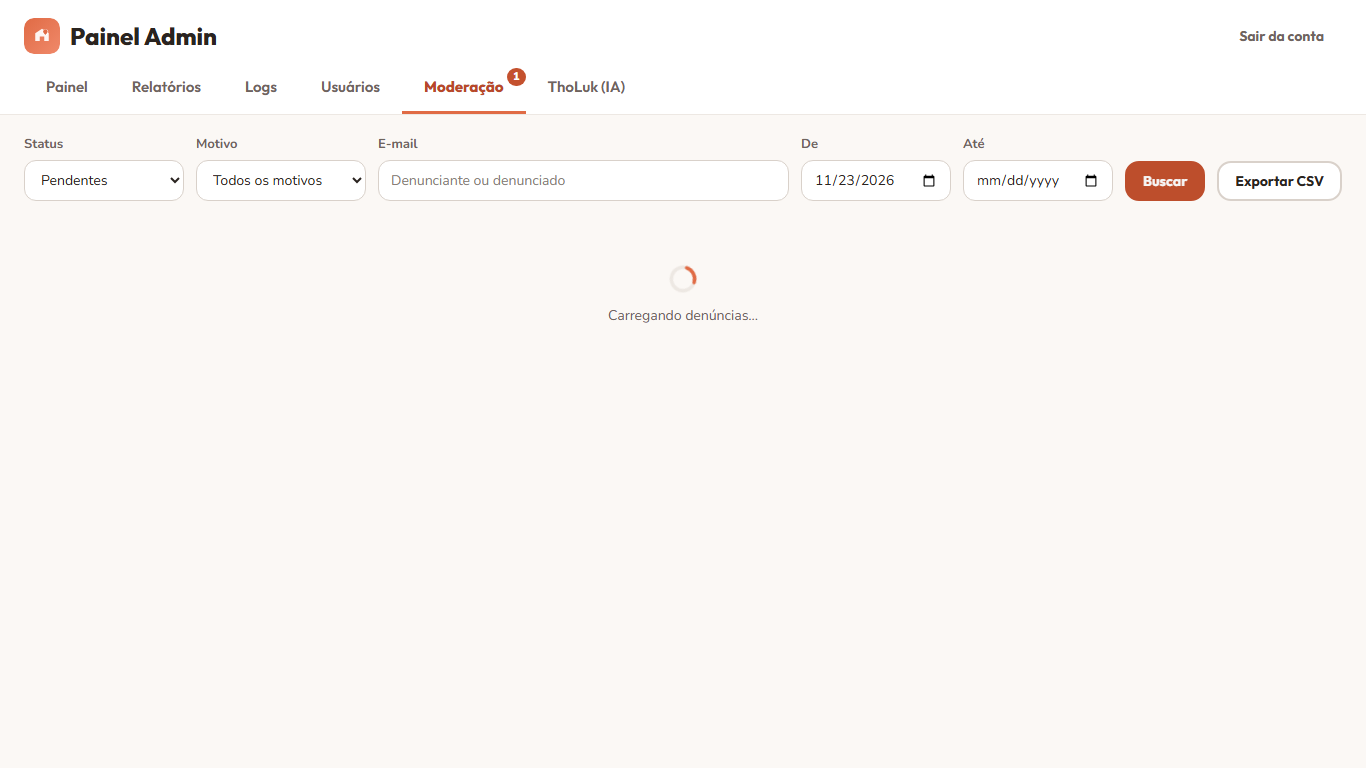 Painel Admin
Sair da conta
Painel
Relatórios
Logs
Usuários
Moderação
1
ThoLuk (IA)
Status
Motivo
E-mail
De
Até
Pendentes
Todos os motivos
Denunciante ou denunciado
11/23/2026
mm/dd/yyyy
Buscar
Exportar CSV
Carregando denúncias...